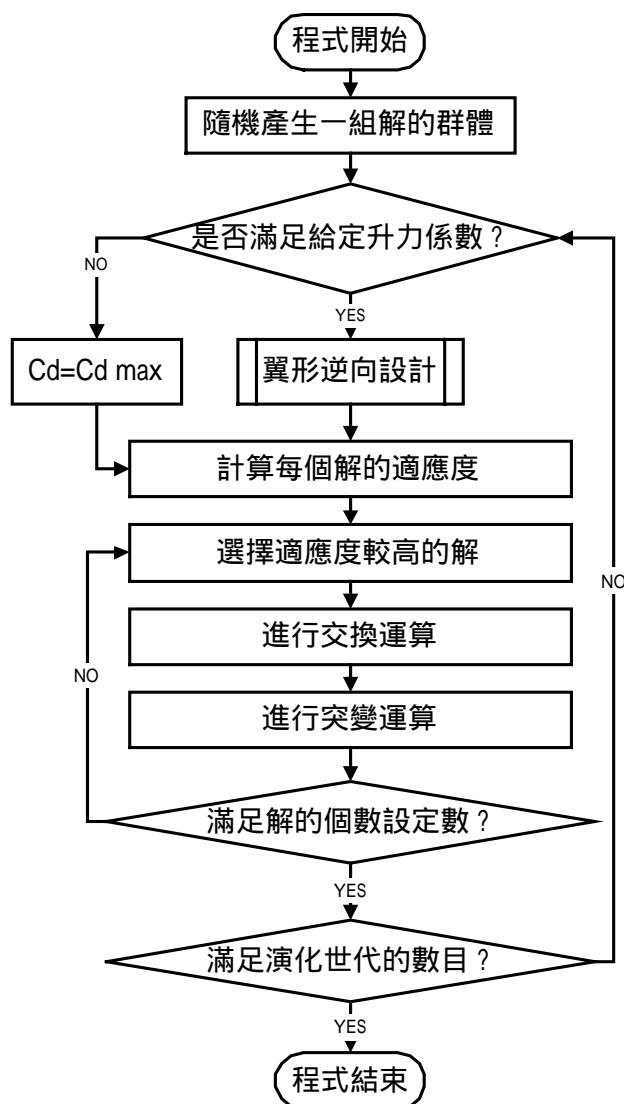 程式開始
隨機產生一組解的群體
是否滿足給定升力係數？
NO
YES
Cd=Cd max
翼形逆向設計
計算每個解的適應度
選擇適應度較高的解
NO
進行交換運算
NO
進行突變運算
滿足解的個數設定數？
YES
滿足演化世代的數目？
YES
程式結束